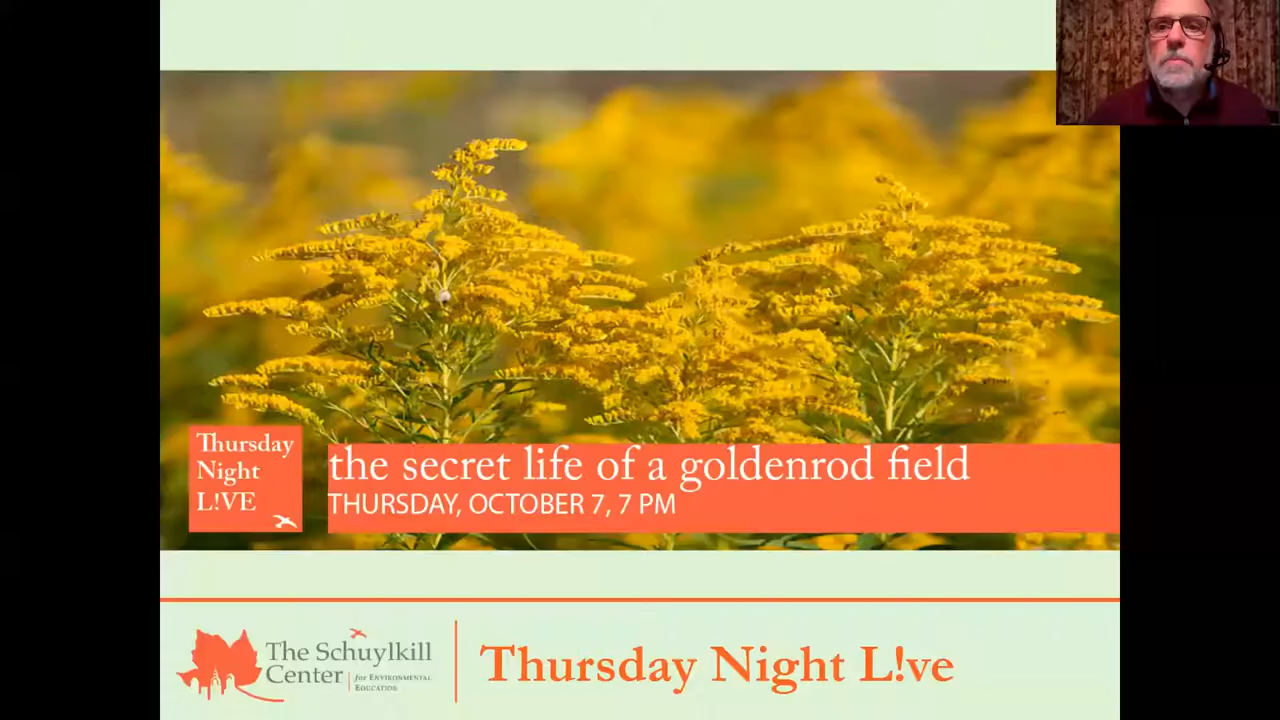 Thursday
Night
L!VE
the secret life of a goldenrod field
THURSDAY, OCTOBER 7, 7 PM
The Schuylkill
Center
for ENVIRONMENTAL
EDUCATION
Thursday Night L!ve